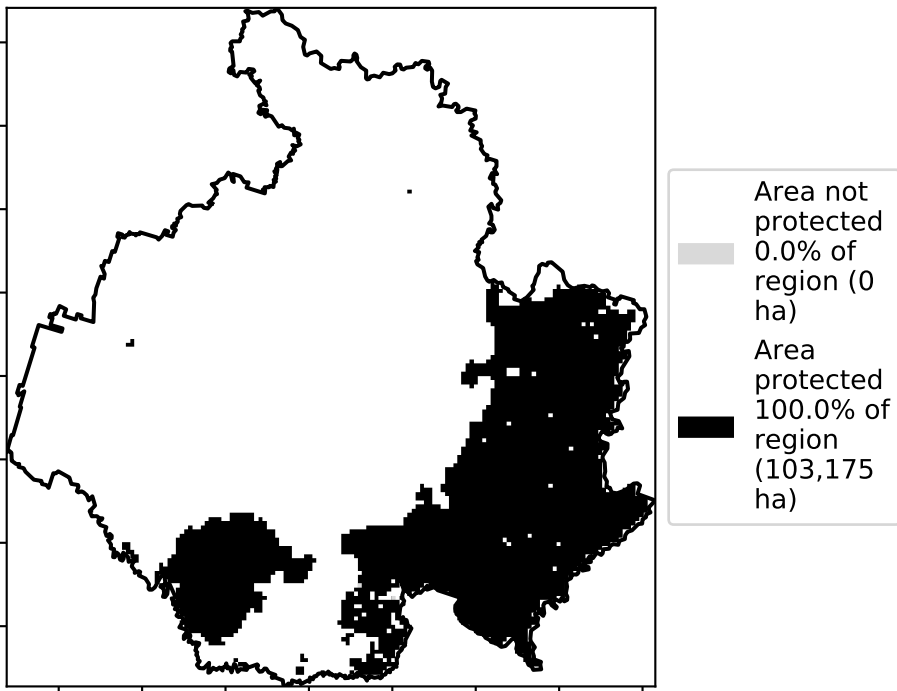 Area not
protected
0.0% of
region (0
ha)
Area
protected
100.0% of
region
(103,175
ha)